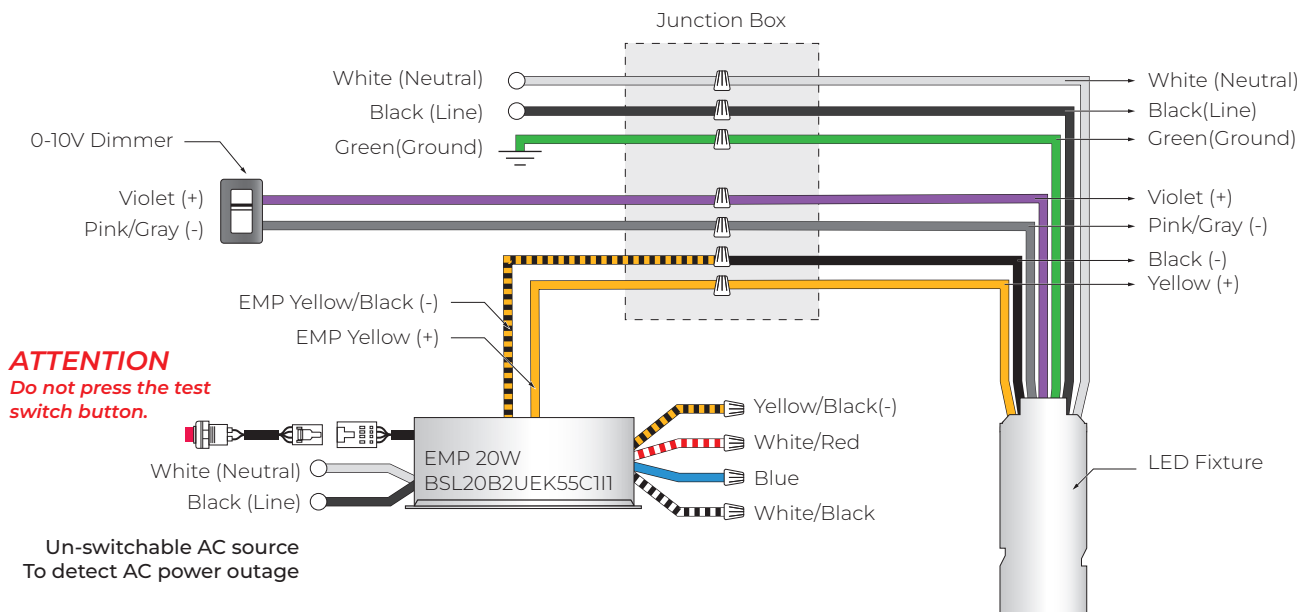 Junction Box
White (Neutral)
Black (Line)
Green(Ground)
0-10V Dimmer
Violet (+)
Pink/Gray (-)
White (Neutral)
Black(Line)
Green(Ground)
Violet (+)
Pink/Gray (-)
Black (-)
Yellow (+)
EMP Yellow/Black (-)
EMP Yellow (+)
ATTENTION
Do not press the test
switch button.
White (Neutral)
Black (Line)
EMP 20W
BSL20B2UEK55C1I1
Yellow/Black(-)
White/Red
Blue
White/Black
LED Fixture
Un-switchable AC source
To detect AC power outage